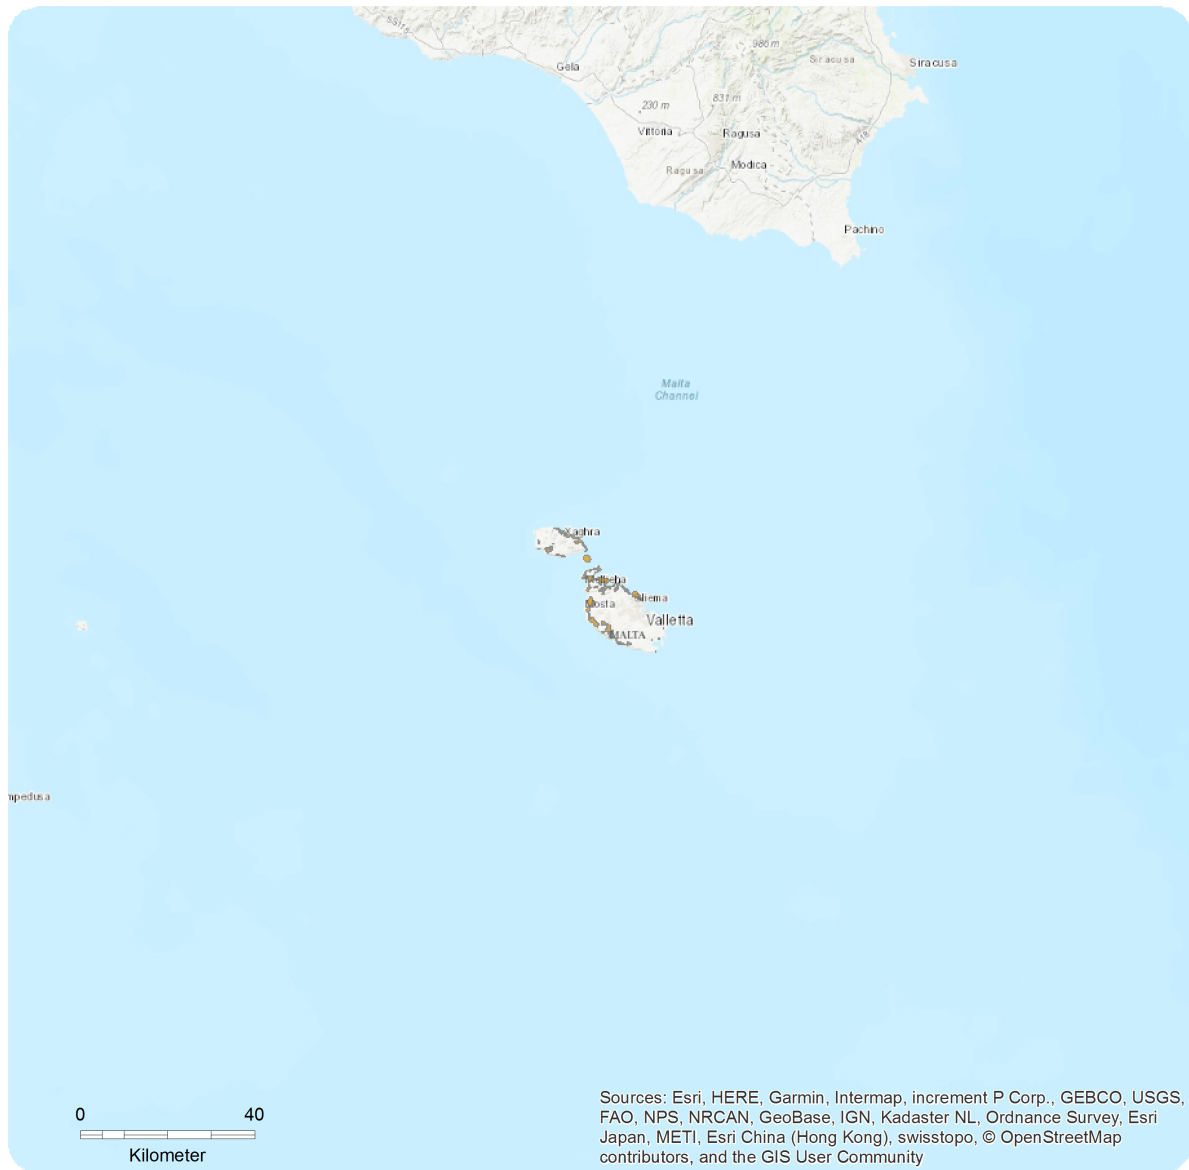 986 m
Siracusa
Siracusa
Gela
831 m
230 m
Vittoria
Ragusa
A18
Modica
Ragusa
Pachino
Malta
Channel
Xaghra
Mellieha
Sliema
Mosta
Valletta
MALTA
mpedusa
0 40
Kilometer
Sources: Esri, HERE, Garmin, Intermap, increment P Corp., GEBCO, USGS,
FAO, NPS, NRCAN, GeoBase, IGN, Kadaster NL, Ordnance Survey, Esri
Japan, METI, Esri China (Hong Kong), swisstopo, © OpenStreetMap
contributors, and the GIS User Community